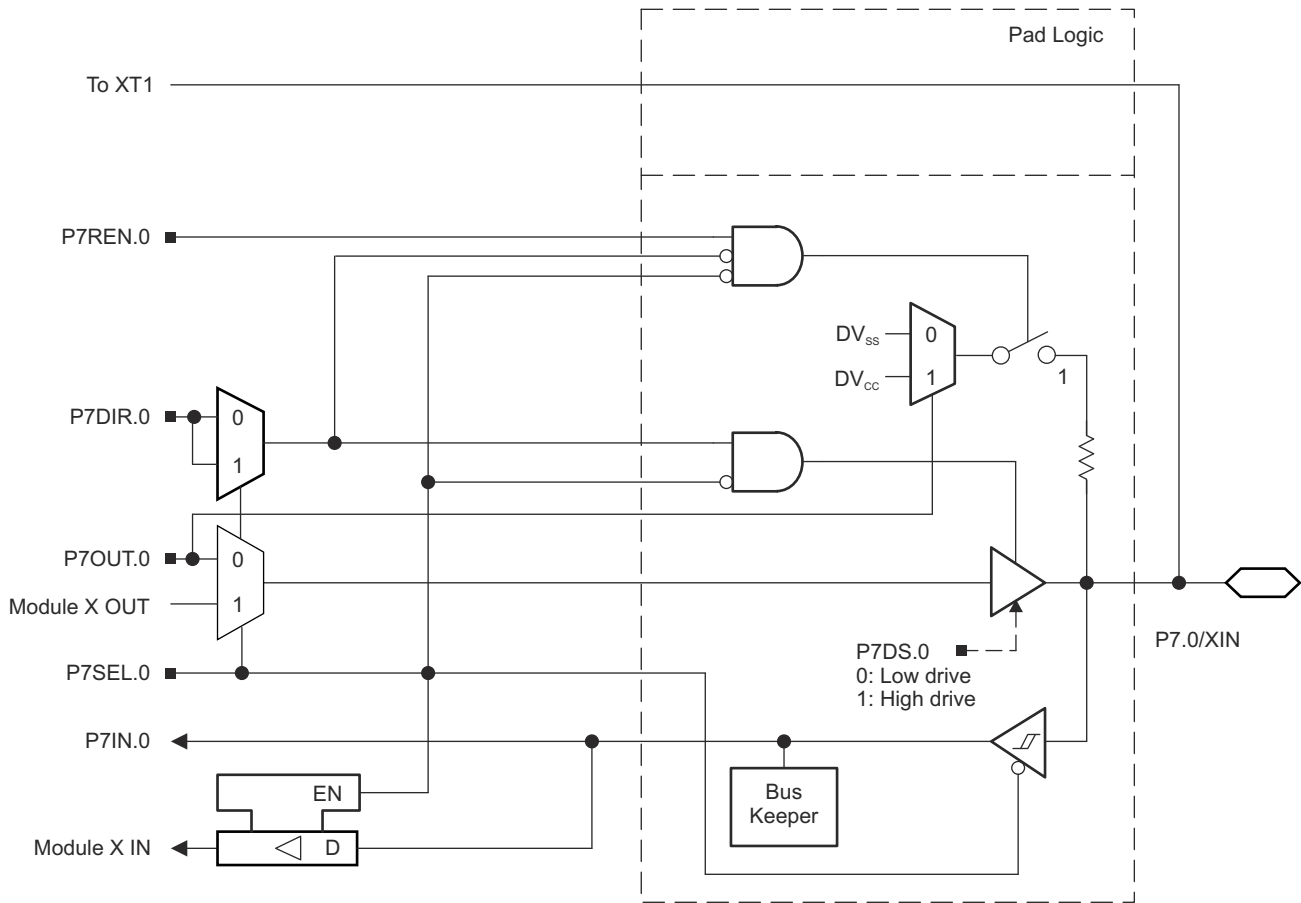 Pad Logic
To XT1
P7REN.0
DVSS
0
DVCC
1
1
P7DIR.0
0
1
P7OUT.0
0
Module X OUT
1
P7.0/XIN
P7SEL.0
P7DS.0
0: Low drive
1: High drive
P7IN.0
EN
Bus
Keeper
Module X IN
D